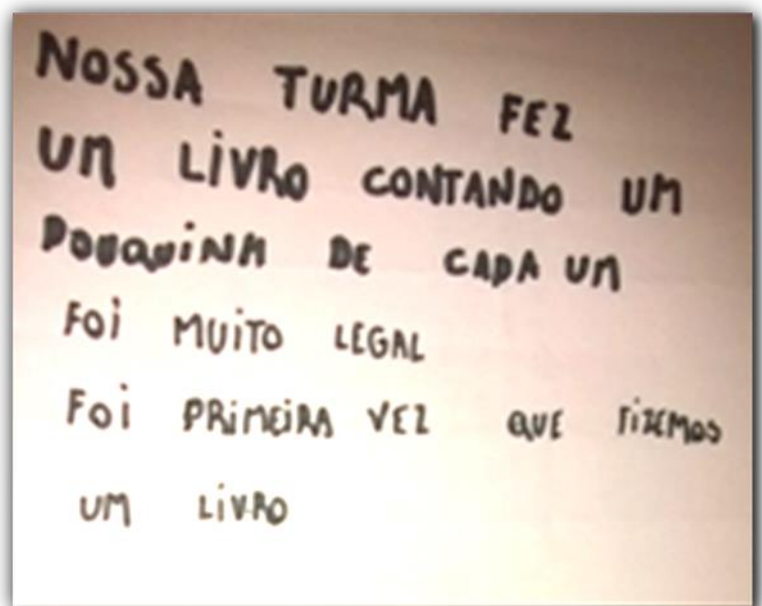 NOSSA TURMA FEZ
UM LIVRO CONTANDO UM
POUQUINH DE CADA UM
FOI MUITO LEGAL
FOI PRIMEIRA VEZ QUE FIZEMOS
UM LIVRO